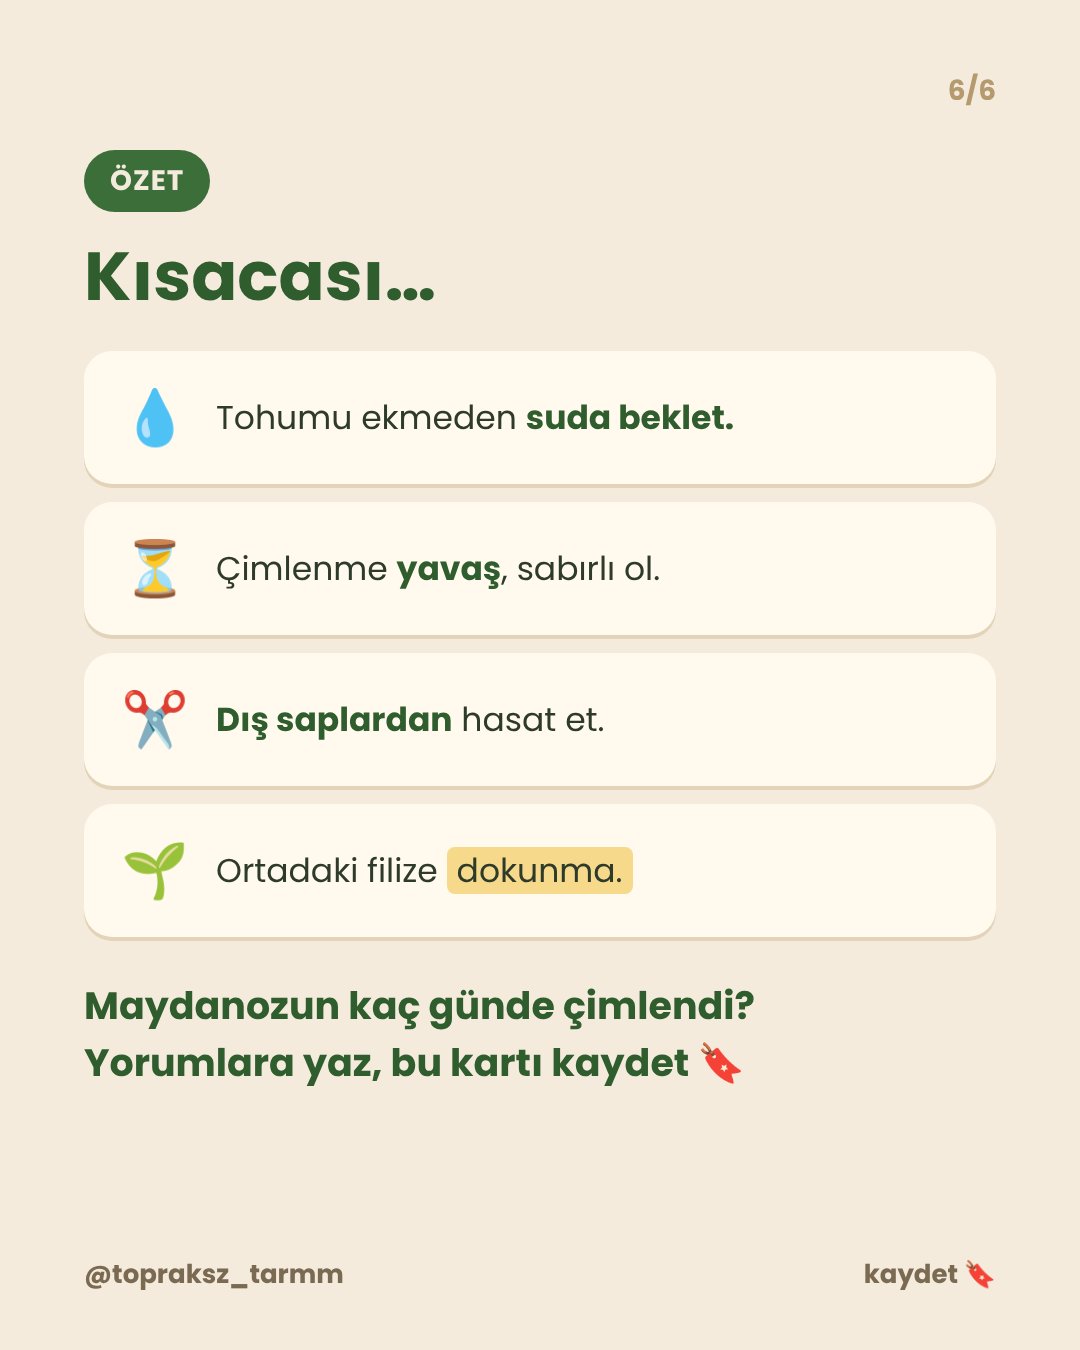 6/6
ÖZET
Kısacası...
Tohumu ekmeden suda beklet.
Çimlenme yavaş, sabırlı ol.
Dış saplardan hasat et.
Ortadaki filize dokunma.
Maydanozun kaç günde çimlendi?
Yorumlara yaz, bu kartı kaydet
@topraksz_tarmm
kaydet